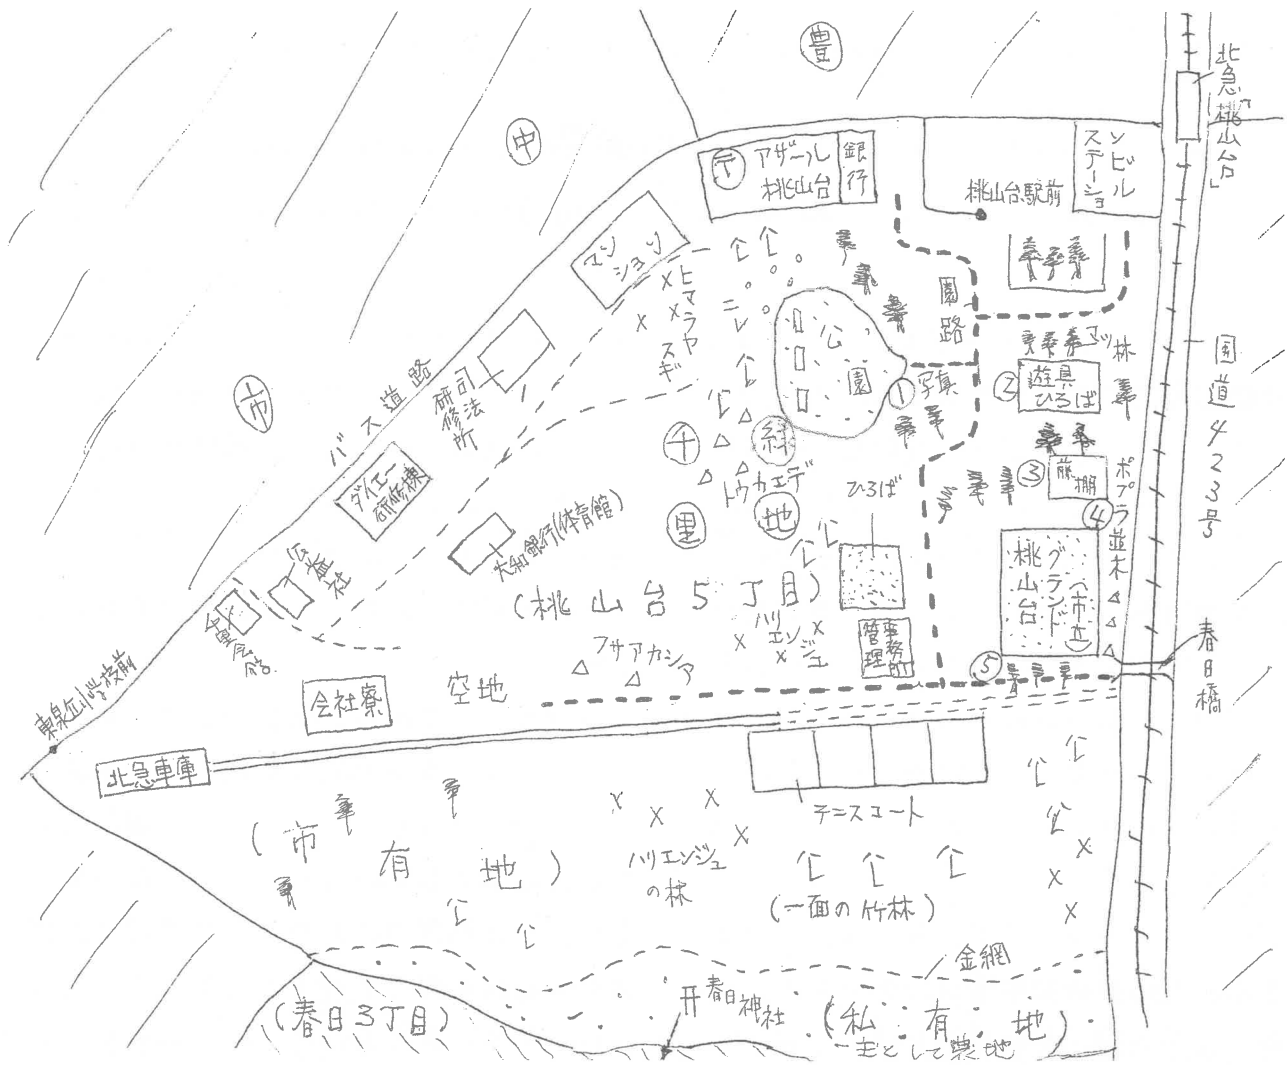 豊
中
市
北急「桃山台」
〒 アザール桃山台
銀行
桃山台駅前
ステーションビル
マンション
ヒマラヤスギ
ニレ
公園
園路
① 写真
マツ林
② 遊具ひろば
国道423号
バス道路
司法研修所
千里
緑地
トウカエデ
ひろば
③ 藤棚
④
ポプラ並木
ダイエー研修棟
大和銀行(体育館)
(桃山台5丁目)
ハリエンジュ
管理事務所
桃山台グランド(市立)
⑤
春日橋
公益社
千里会館
フサアカシア
空地
会社寮
北急車庫
テニスコート
(市有地)
ハリエンジュの林
(一面の竹林)
金網
春日神社
(春日3丁目)
(私有地)
主として墓地